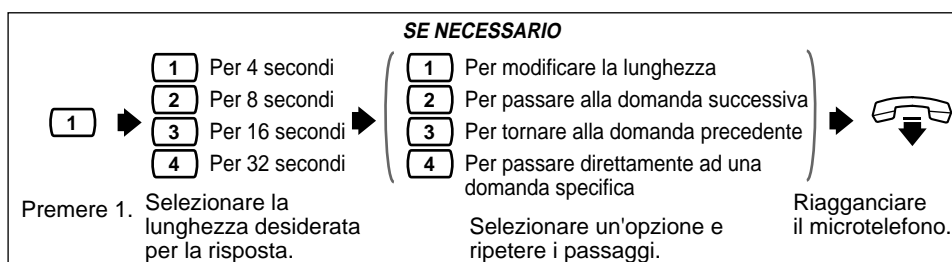 SE NECESSARIO
1
1 Per 4 secondi
2 Per 8 secondi
3 Per 16 secondi
4 Per 32 secondi
1 Per modificare la lunghezza
2 Per passare alla domanda successiva
3 Per tornare alla domanda precedente
4 Per passare direttamente ad una
domanda specifica
Premere 1.
Selezionare la
lunghezza desiderata
per la risposta.
Selezionare un'opzione e
ripetere i passaggi.
Riagganciare
il microtelefono.